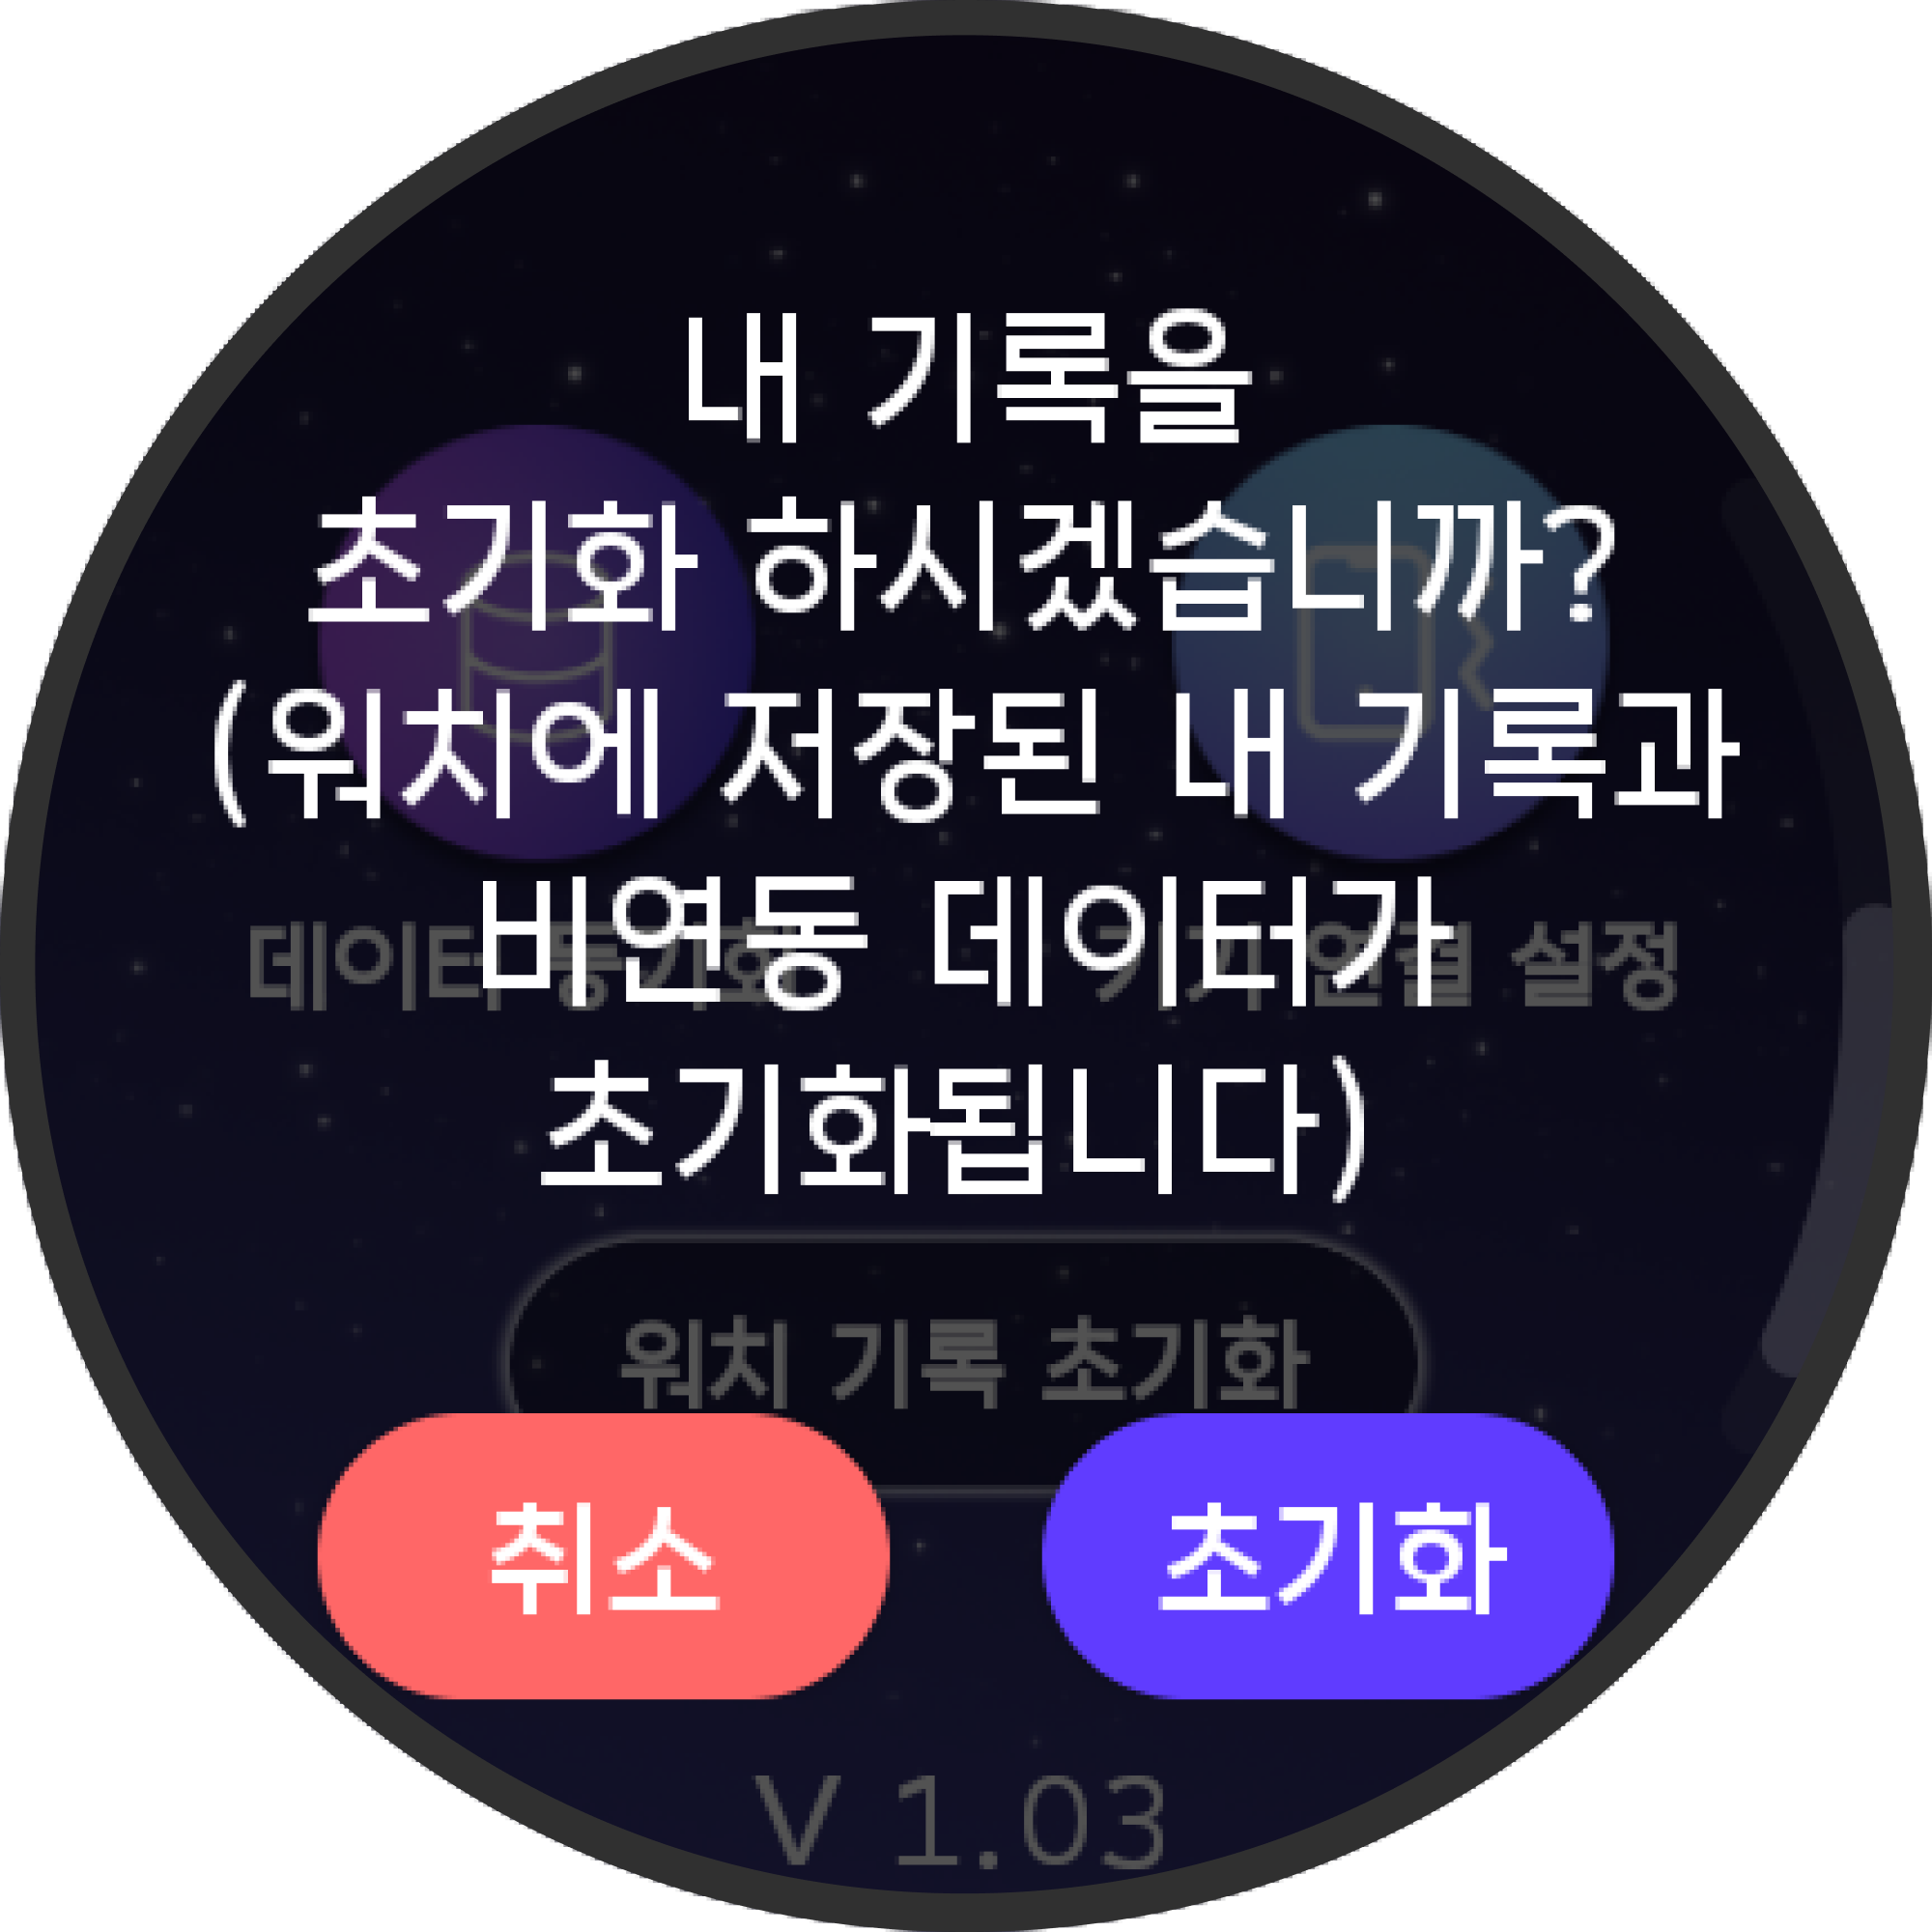 내 기록을
초기화 하시겠습니까?
(워치에 저장된 내 기록과
비연동 데이터가
초기화됩니다)
데이터 동기화
연결 설정
워치 기록 초기화
취소
초기화
V 1.03